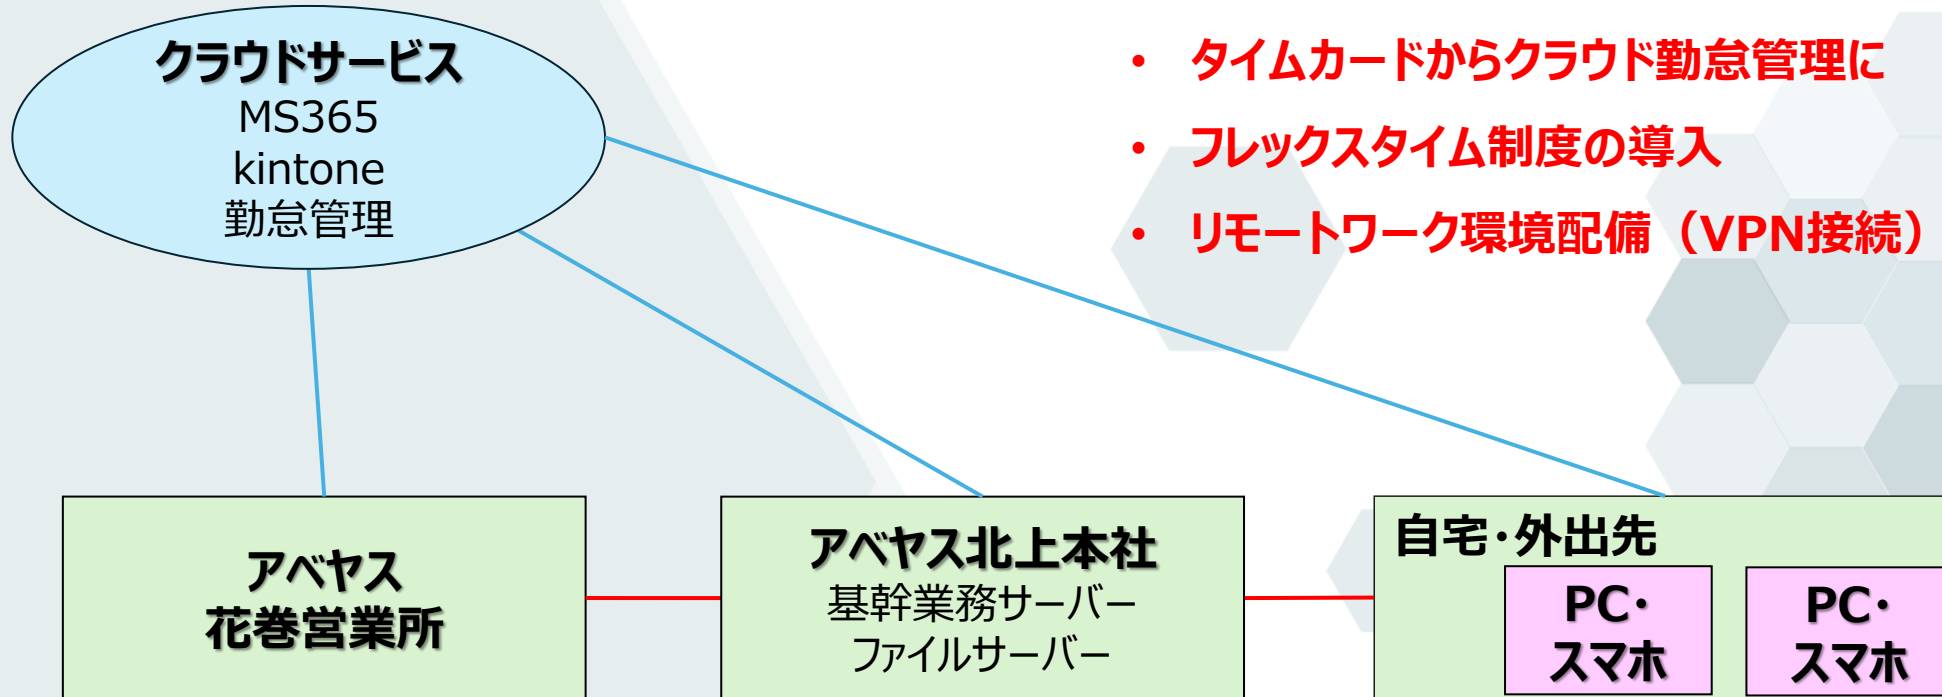 クラウドサービス
MS365
kintone
勤怠管理
• タイムカードからクラウド勤怠管理に
• フレックスタイム制度の導入
• リモートワーク環境配備（VPN接続）
アベヤス
花巻営業所
アベヤス北上本社
基幹業務サーバー
ファイルサーバー
自宅・外出先
PC・
スマホ
PC・
スマホ